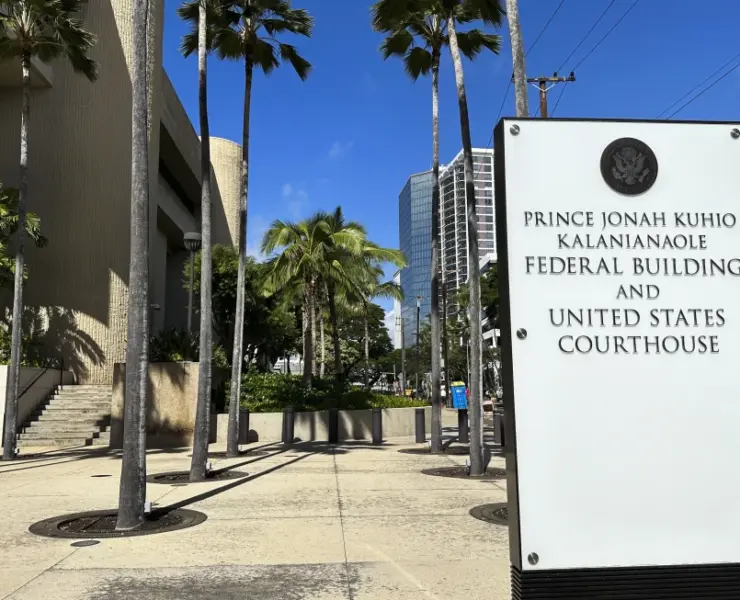 PRINCE JONAH KUHIO
KALANIANAOLE
FEDERAL BUILDING
AND
UNITED STATES
COURTHOUSE